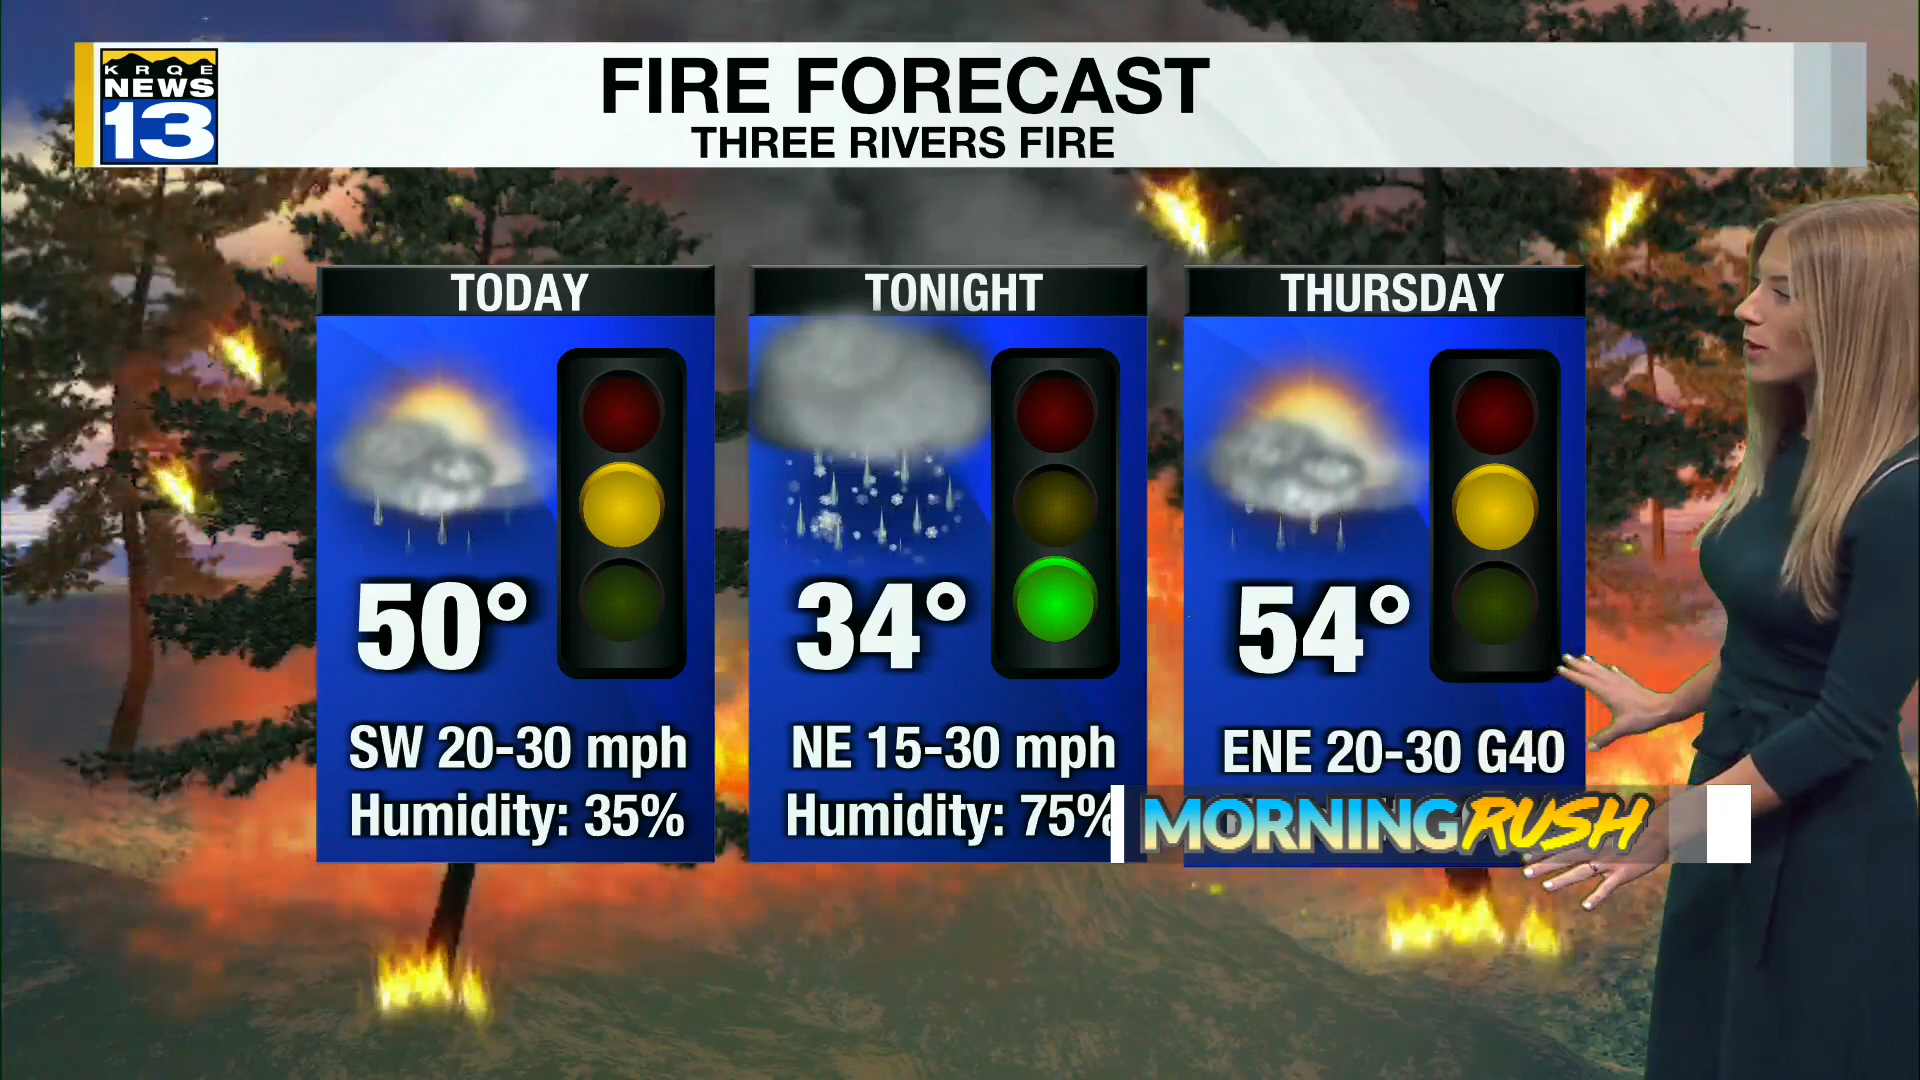 KRQE
NEWS
13
FIRE FORECAST
THREE RIVERS FIRE
TODAY
50°
SW 20-30 mph
Humidity: 35%
TONIGHT
34°
NE 15-30 mph
Humidity: 75%
THURSDAY
54°
ENE 20-30 G40
MORNING RUSH